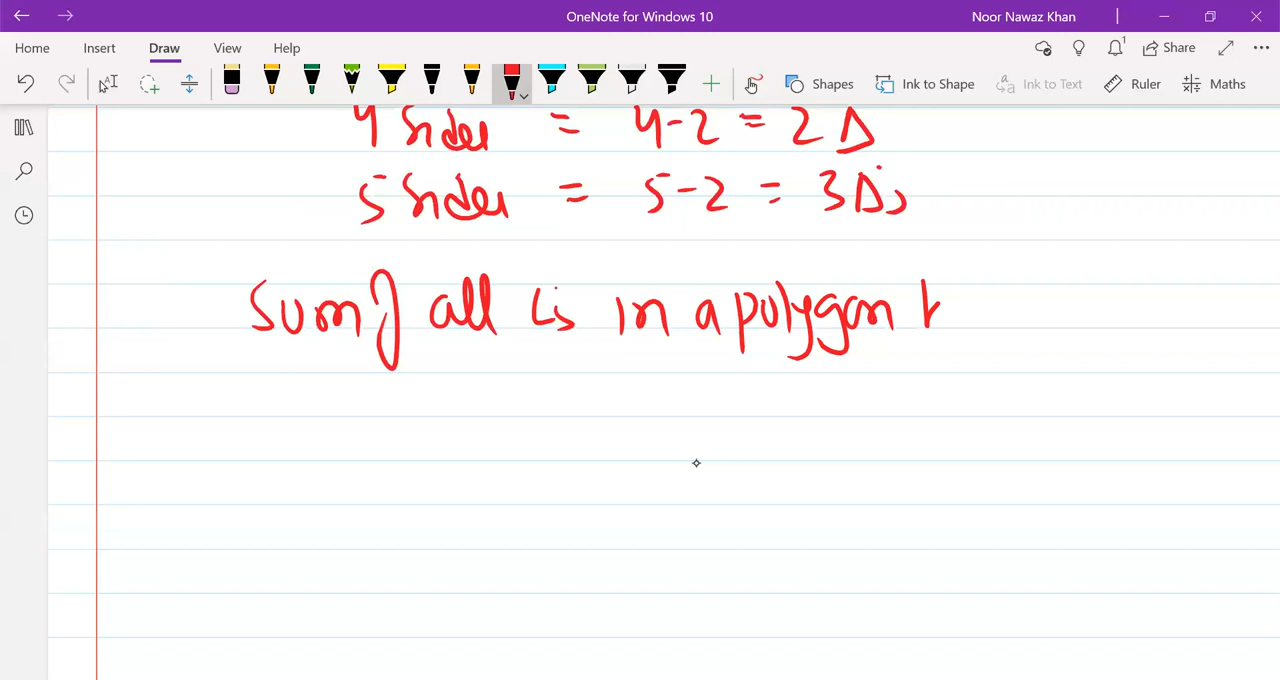 OneNote for Windows 10
Noor Nawaz Khan
Home Insert Draw View Help
1 Share
Shapes Ink to Shape Ink to Text Ruler Maths
4 Sides = 4-2 = 2 Δ
5 Sides = 5-2 = 3 Δs
Sum of all ∠s in a polygon